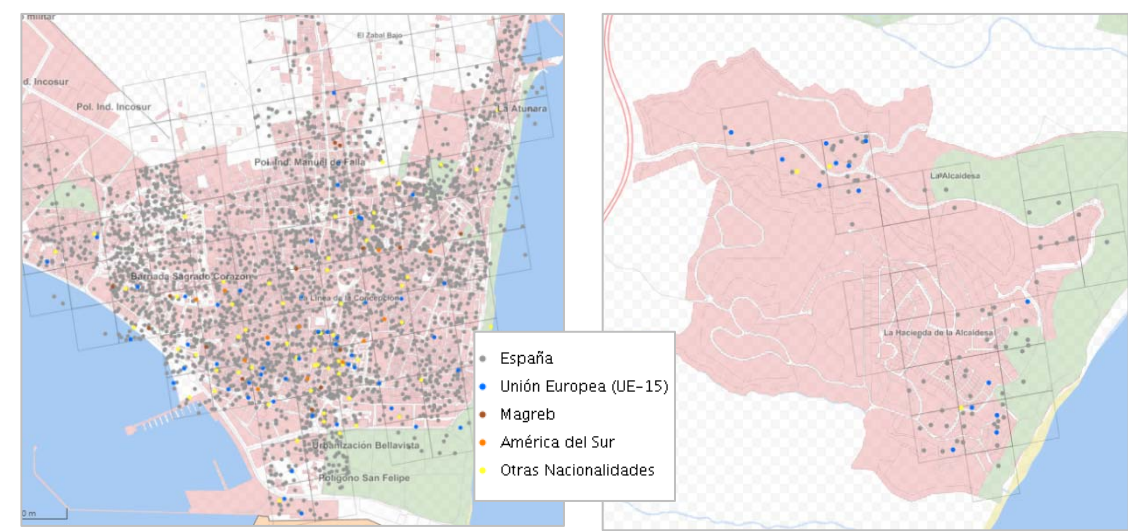 militar
El Zabal Bajo
d. Incosur
Pol. Ind. Incosur
La Atunara
Pol. Ind. Manuel de Falla
Barriada Sagrado Corazon
La Línea de la Concepción
Urbanización Bellavista
Polígono San Felipe
0 m
La Alcaidesa
La Hacienda de la Alcaidesa
España
Unión Europea (UE-15)
Magreb
América del Sur
Otras Nacionalidades